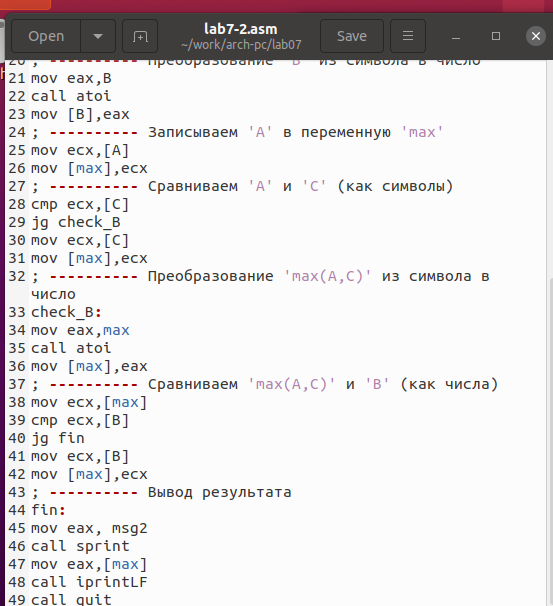 Open
lab7-2.asm
~/work/arch-pc/lab07
Save
20 ; ---------- Преобразование 'B' из символа в число
21 mov eax,B
22 call atoi
23 mov [B],eax
24 ; ---------- Записываем 'A' в переменную 'max'
25 mov ecx,[A]
26 mov [max],ecx
27 ; ---------- Сравниваем 'A' и 'C' (как символы)
28 cmp ecx,[C]
29 jg check_B
30 mov ecx,[C]
31 mov [max],ecx
32 ; ---------- Преобразование 'max(A,C)' из символа в
число
33 check_B:
34 mov eax,max
35 call atoi
36 mov [max],eax
37 ; ---------- Сравниваем 'max(A,C)' и 'B' (как числа)
38 mov ecx,[max]
39 cmp ecx,[B]
40 jg fin
41 mov ecx,[B]
42 mov [max],ecx
43 ; ---------- Вывод результата
44 fin:
45 mov eax, msg2
46 call sprint
47 mov eax,[max]
48 call iprintLF
49 call quit